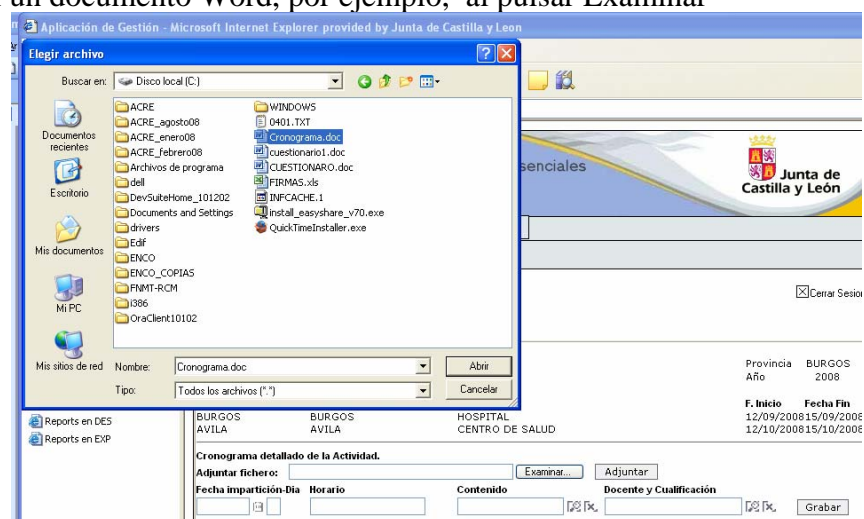 un documento Word, por ejemplo, al pulsar Examinar
Aplicación de Gestión - Microsoft Internet Explorer provided by Junta de Castilla y Leon
Elegir archivo
Buscar en: Disco local (C:)
Documentos recientes
Escritorio
Mis documentos
Mi PC
Mis sitios de red
ACRE
ACRE_agosto08
ACRE_enero08
ACRE_febrero08
Archivos de programa
dell
DevSuiteHome_101202
Documents and Settings
drivers
Edif
ENCO
ENCO_COPIAS
FNMT-RCM
i386
OraClient10102
WINDOWS
0401.TXT
Cronograma.doc
cuestionario1.doc
CUESTIONARO.doc
FIRMAS.xls
INFCACHE.1
install_easyshare_v70.exe
QuickTimeInstaller.exe
Nombre: Cronograma.doc Abrir
Tipo: Todos los archivos (*.*) Cancelar
senciales
Junta de
Castilla y León
Cerrar Sesion
Provincia BURGOS
Año 2008
F. Inicio Fecha Fin
BURGOS BURGOS HOSPITAL 12/09/200815/09/2008
AVILA AVILA CENTRO DE SALUD 12/10/200815/10/2008
Reports en DES
Reports en EXP
Cronograma detallado de la Actividad.
Adjuntar fichero: Examinar... Adjuntar
Fecha impartición-Dia Horario Contenido Docente y Cualificación
Grabar